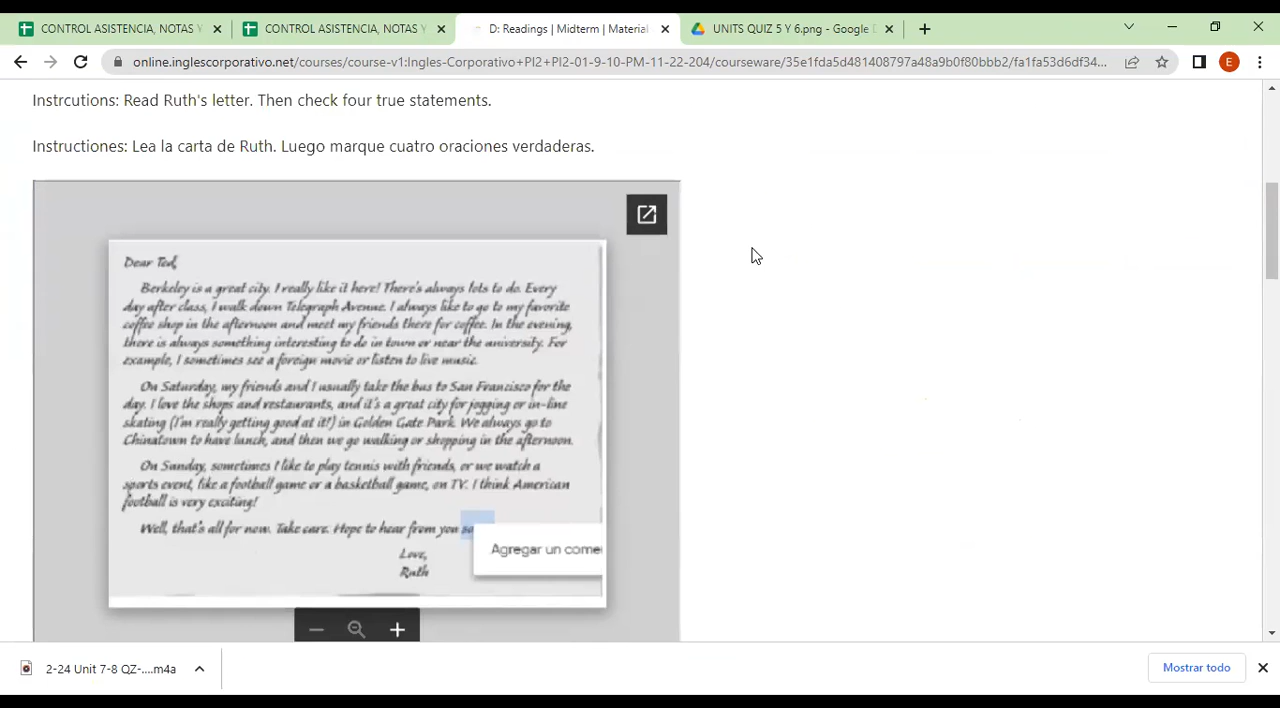 CONTROL ASISTENCIA, NOTAS Y
CONTROL ASISTENCIA, NOTAS Y
D: Readings | Midterm | Material
UNITS QUIZ 5 Y 6.png - Google D
online.inglescorporativo.net/courses/course-v1:Ingles-Corporativo+PI2+PI2-01-9-10-PM-11-22-204/courseware/35e1fda5d481408797a48a9b0f80bbb2/fa1fa53d6df34...
E
Instrcutions: Read Ruth's letter. Then check four true statements.
Instructiones: Lea la carta de Ruth. Luego marque cuatro oraciones verdaderas.
Dear Ted,
Berkeley is a great city. I really like it here! There's always lots to do. Every
day after class, I walk down Telegraph Avenue. I always like to go to my favorite
coffee shop in the afternoon and meet my friends there for coffee. In the evening,
there is always something interesting to do in town or near the university. For
example, I sometimes see a foreign movie or listen to live music.
On Saturday, my friends and I usually take the bus to San Francisco for the
day. I love the shops and restaurants, and it's a great city for jogging or in-line
skating (I'm really getting good at it!) in Golden Gate Park. We always go to
Chinatown to have lunch, and then we go walking or shopping in the afternoon.
On Sunday, sometimes I like to play tennis with friends, or we watch a
sports event, like a football game or a basketball game, on TV. I think American
football is very exciting!
Well, that's all for now. Take care. Hope to hear from you so
Agregar un come
Love,
Ruth
2-24 Unit 7-8 QZ-....m4a
Mostrar todo